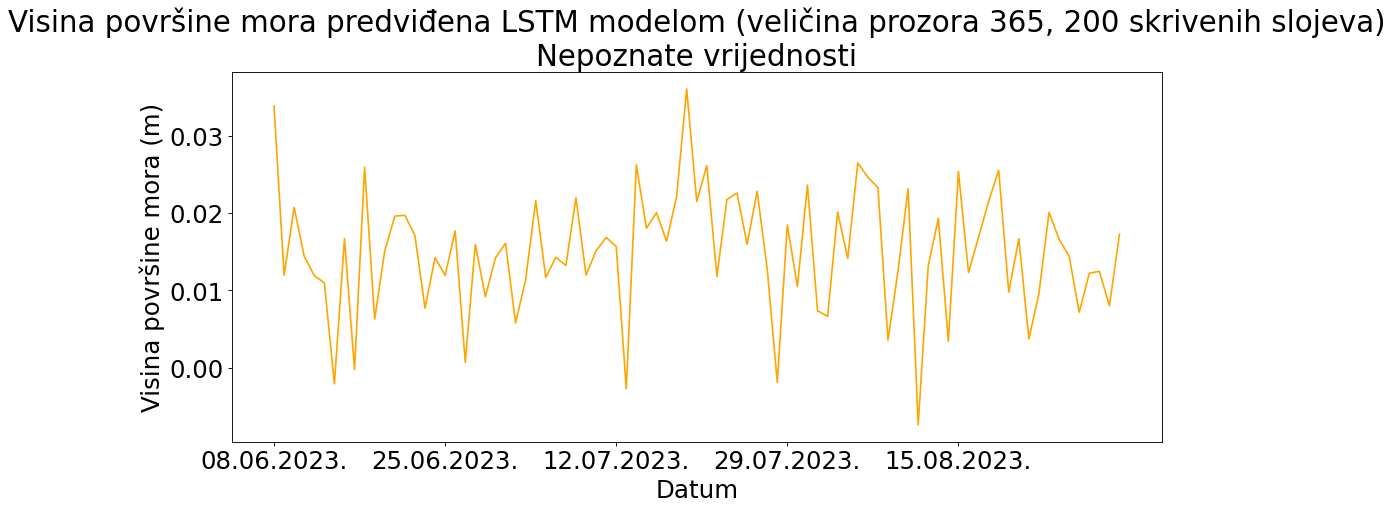 Visina površine mora predviđena LSTM modelom (veličina prozora 365, 200 skrivenih slojeva)
Nepoznate vrijednosti
Visina površine mora (m)
0.03
0.02
0.01
0.00
08.06.2023. 25.06.2023. 12.07.2023. 29.07.2023. 15.08.2023.
Datum